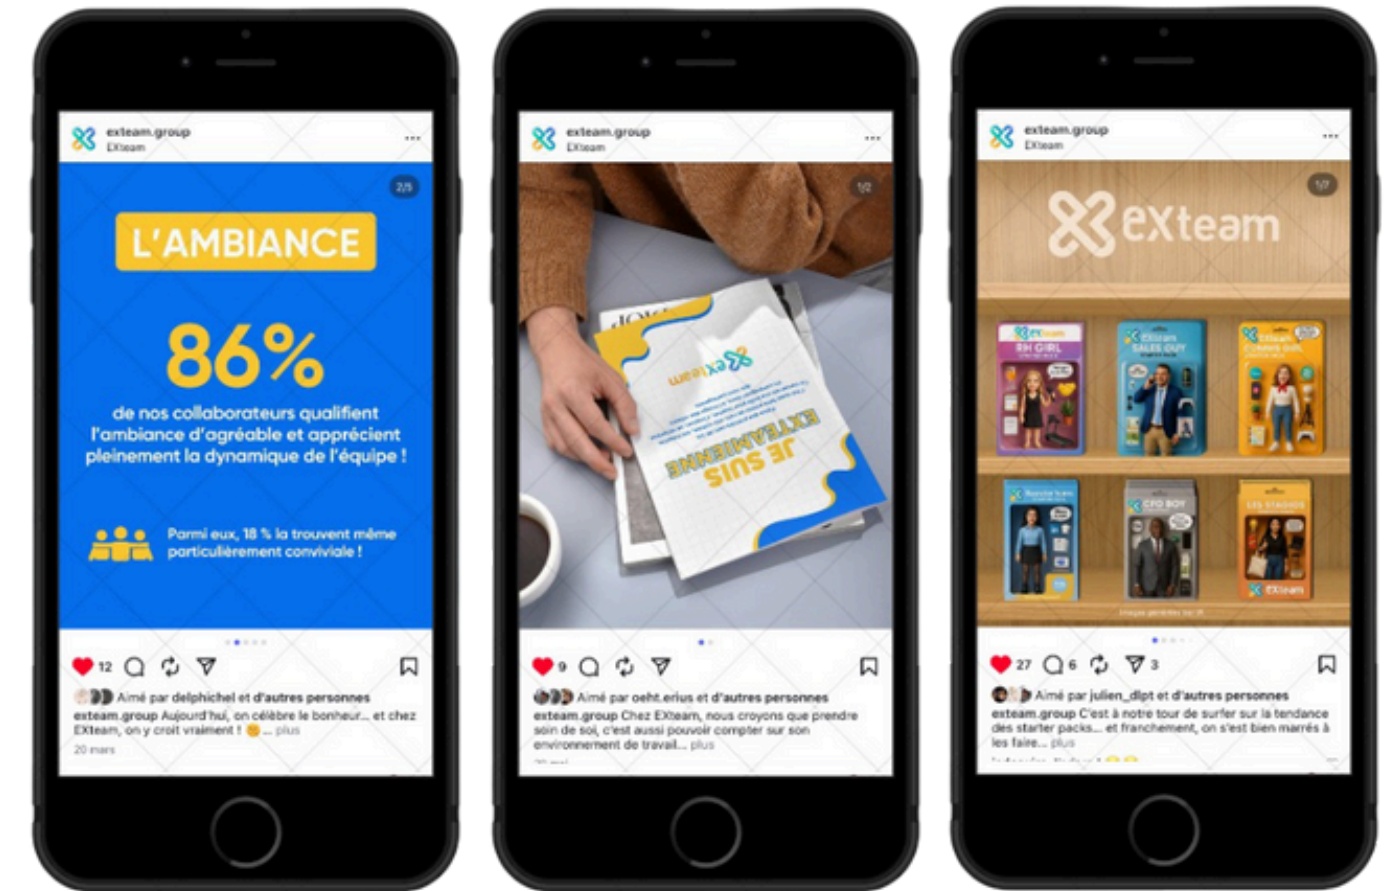 exteam.group
EXteam
2/5
L'AMBIANCE
86%
de nos collaborateurs qualifient
l'ambiance d'agréable et apprécient
pleinement la dynamique de l'équipe !
Parmi eux, 18 % la trouvent même
particulièrement conviviale !
12
Aimé par delphichel et d'autres personnes
exteam.group Aujourd'hui, on célèbre le bonheur... et chez
EXteam, on y croit vraiment ! ... plus
20 mars
exteam.group
EXteam
1/2
eXteam
JE SUIS
EXTEAMIENNE
9
Aimé par oeht.erius et d'autres personnes
exteam.group Chez EXteam, nous croyons que prendre
soin de soi, c'est aussi pouvoir compter sur son
environnement de travail... plus
exteam.group
EXteam
1/7
eXteam
RH GIRL
SALES GUY
CFO BOY
EXteam
27
6
3
Aimé par julien_dlpt et d'autres personnes
exteam.group C'est à notre tour de surfer sur la tendance
des starter packs... et franchement, on s'est bien marrés à
les faire... plus